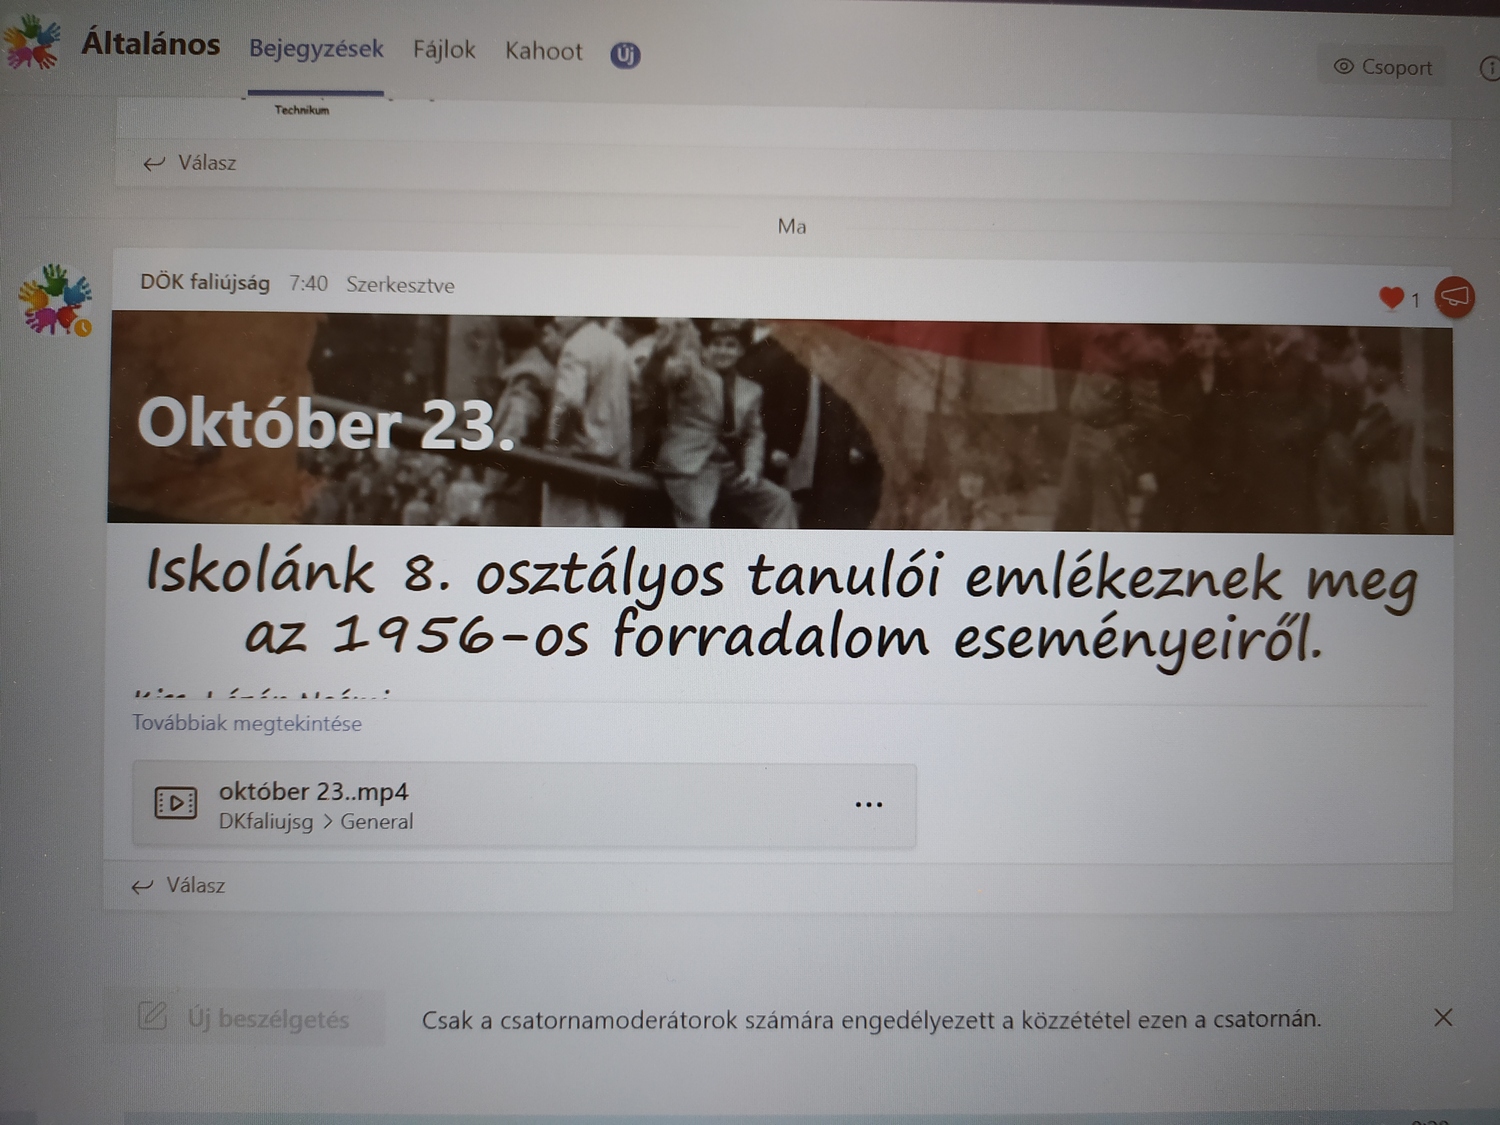 Általános Bejegyzések Fájlok Kahoot Új Csoport
Technikum
Válasz
Ma
DÖK faliújság 7:40 Szerkesztve
1
Október 23.
Iskolánk 8. osztályos tanulói emlékeznek meg
az 1956-os forradalom eseményeiről.
Továbbiak megtekintése
október 23..mp4
DKfaliujsg > General
Válasz
Új beszélgetés Csak a csatornamoderátorok számára engedélyezett a közzététel ezen a csatornán.